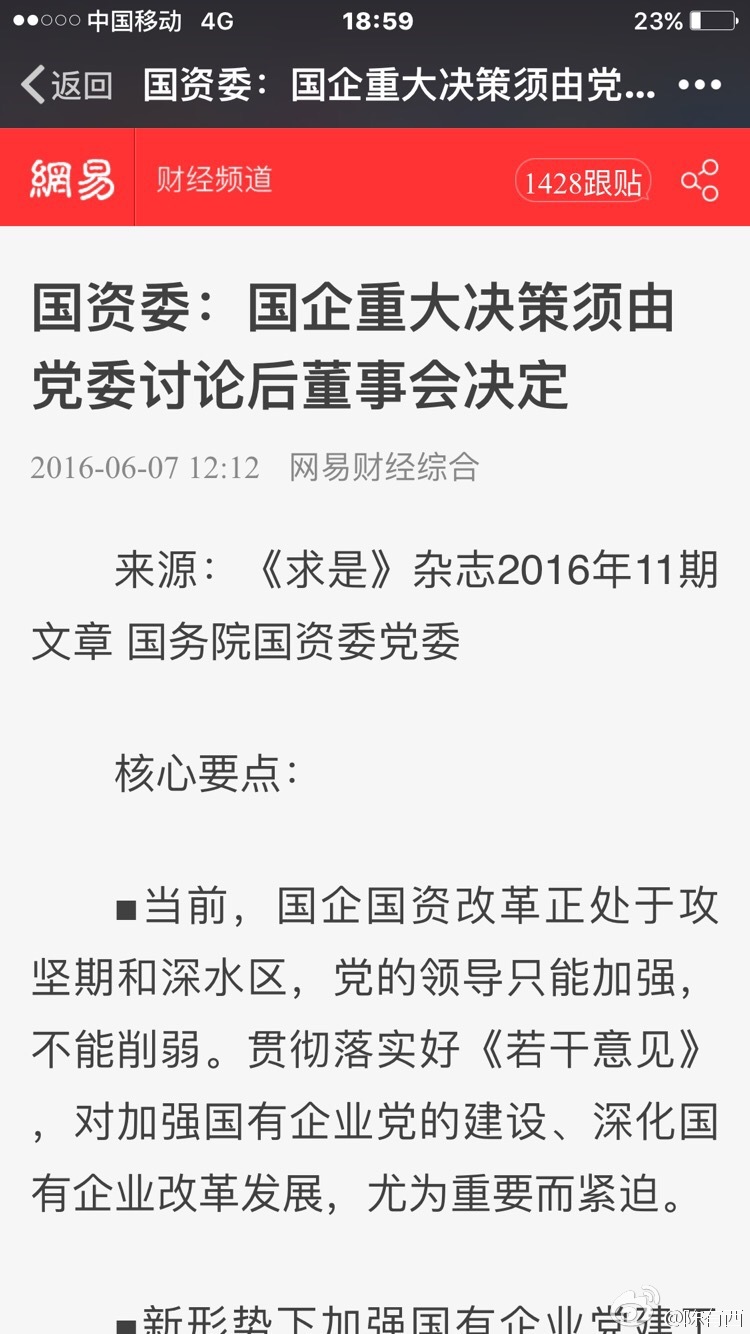 中国移动 4G 18:59 23%
返回 国资委：国企重大决策须由党...
網易 财经频道 1428跟贴
国资委：国企重大决策须由
党委讨论后董事会决定
2016-06-07 12:12 网易财经综合
来源：《求是》杂志2016年11期
文章 国务院国资委党委
核心要点：
■当前，国企国资改革正处于攻
坚期和深水区，党的领导只能加强，
不能削弱。贯彻落实好《若干意见》
，对加强国有企业党的建设、深化国
有企业改革发展，尤为重要而紧迫。
■新形势下加强国有企业党建
@陈有西